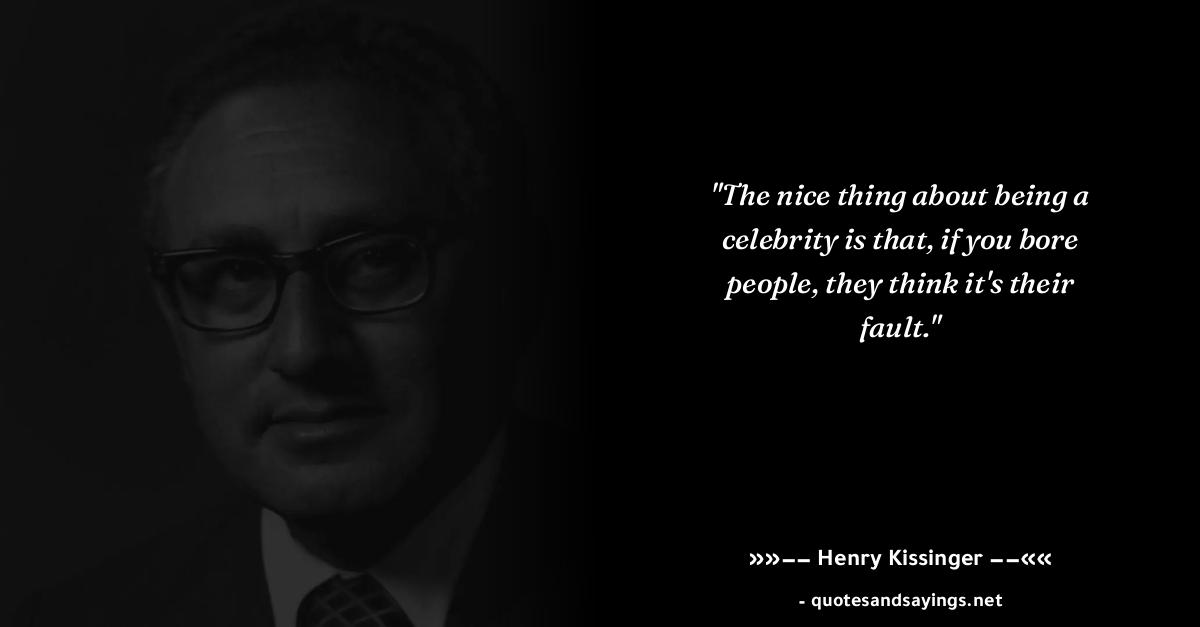 "The nice thing about being a
celebrity is that, if you bore
people, they think it's their
fault."
»»−− Henry Kissinger −−««
- quotesandsayings.net